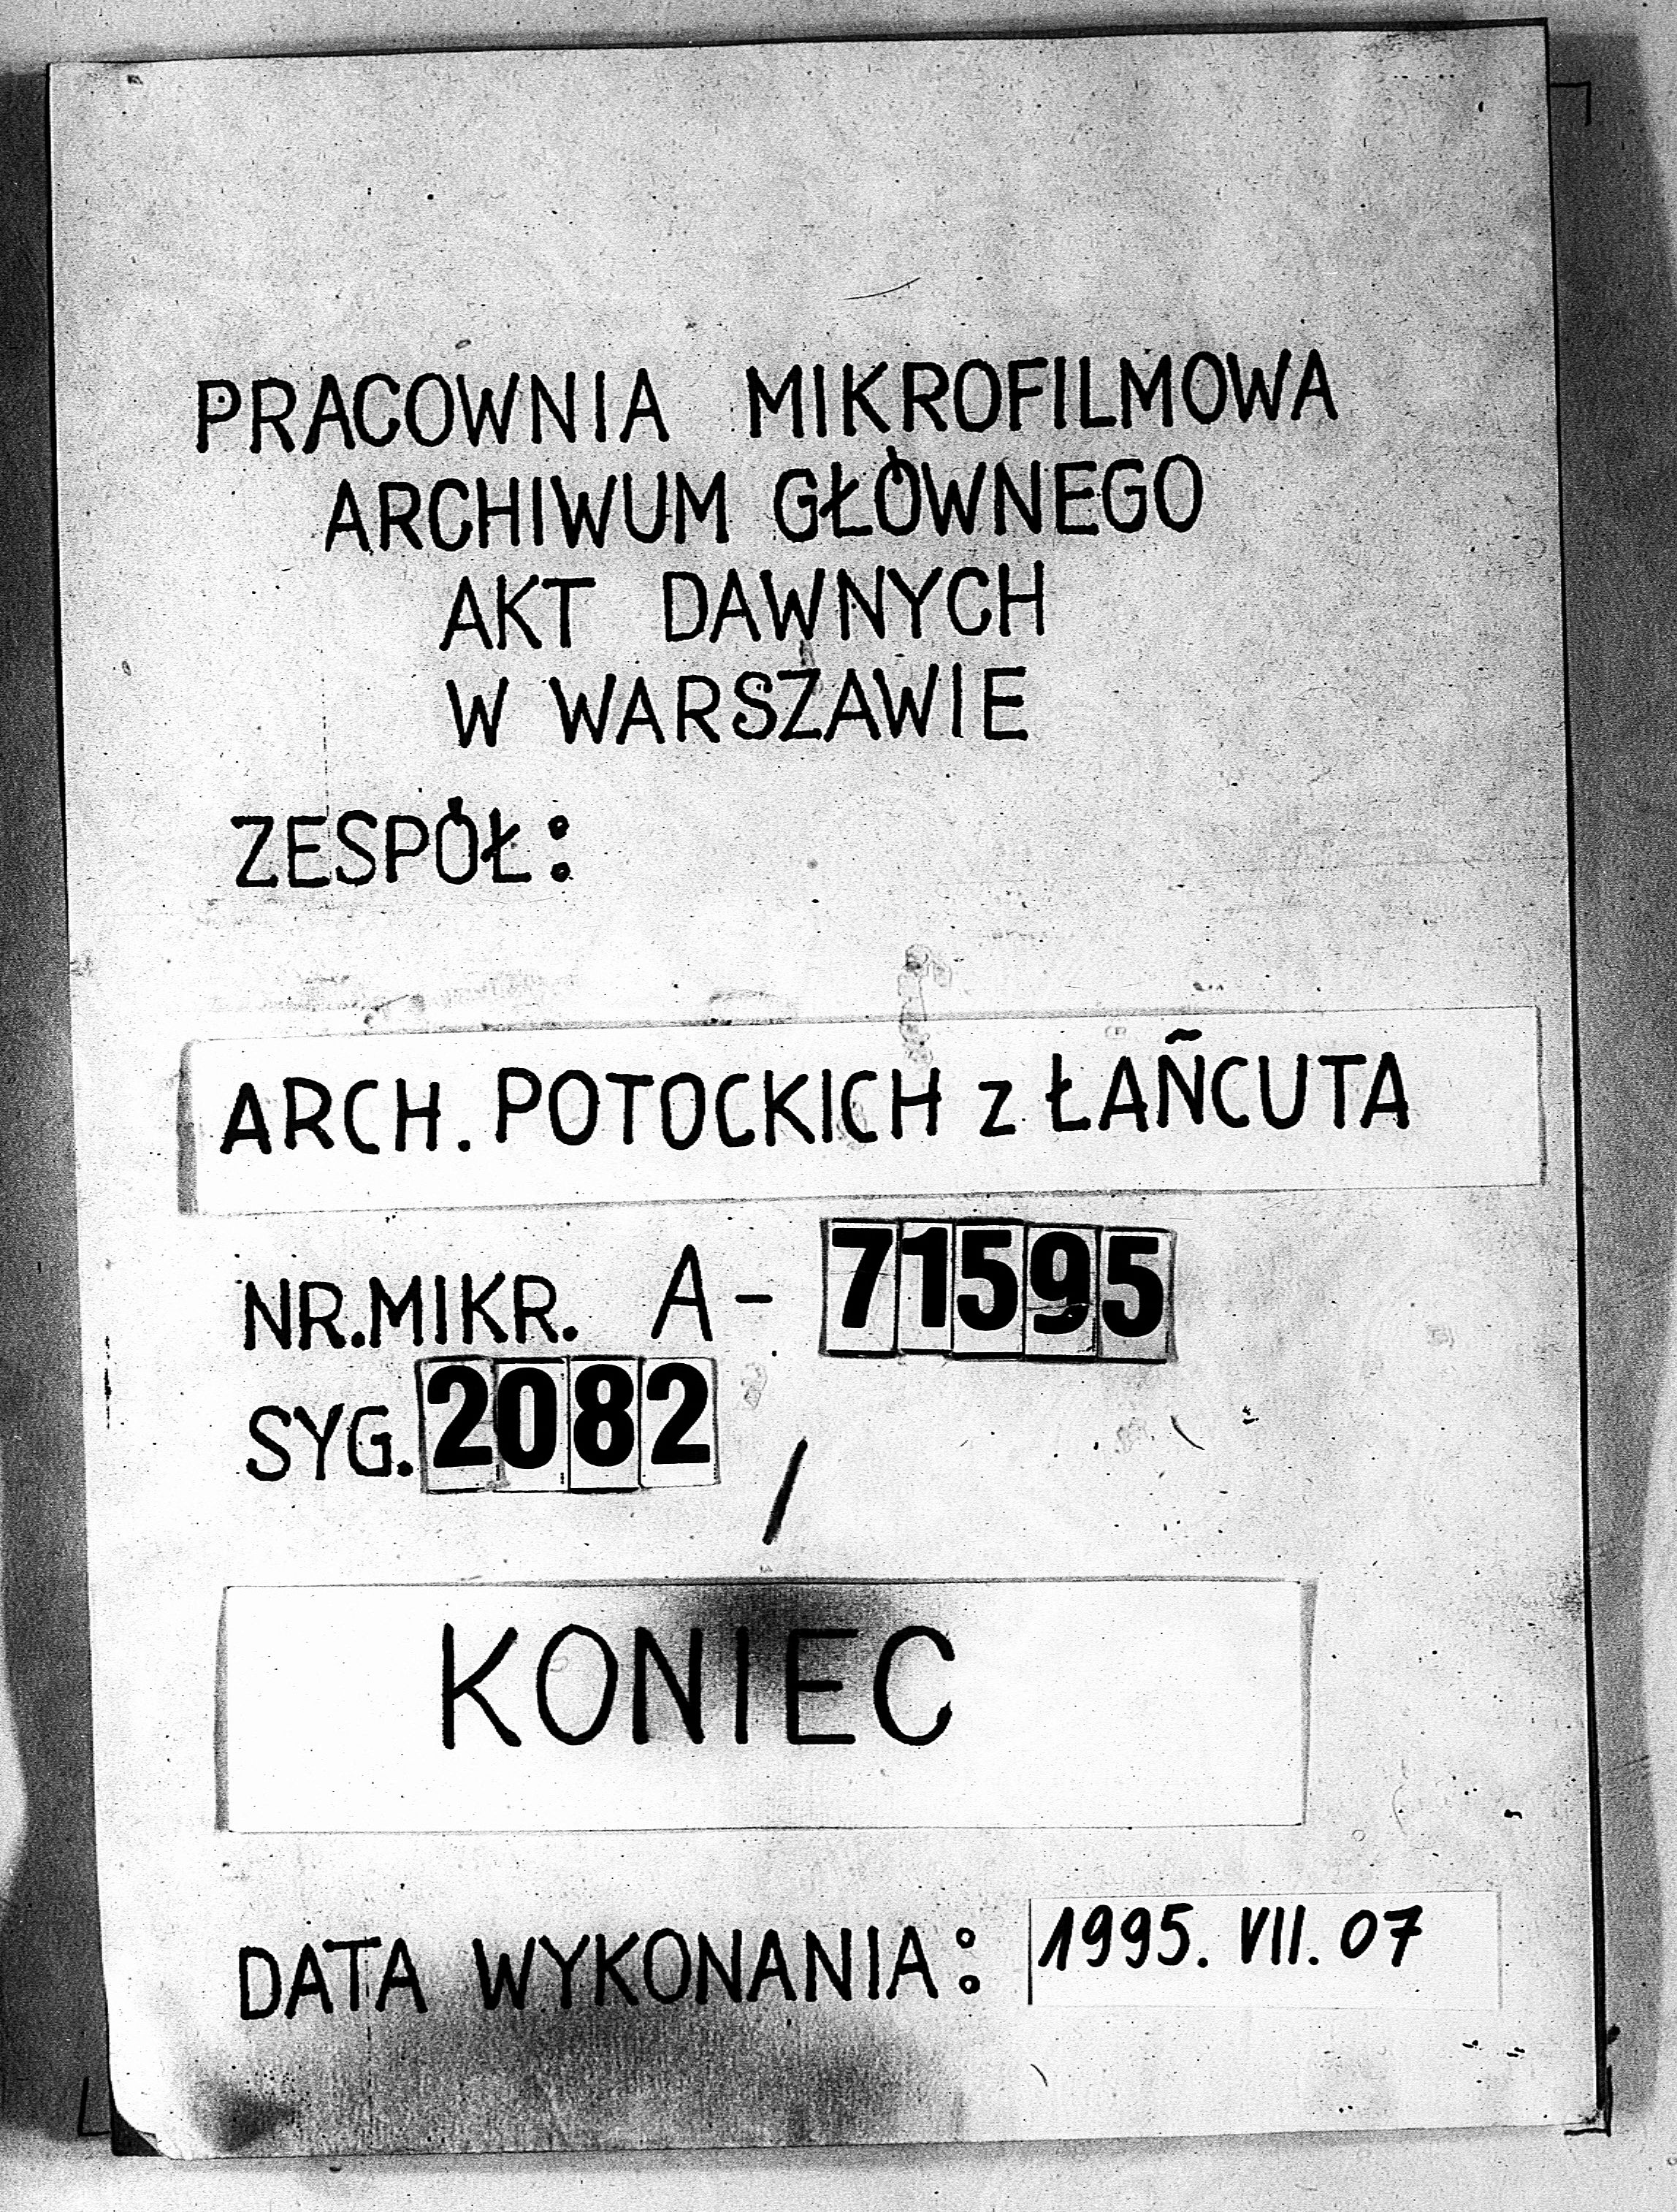 PRACOWNIA MIKROFILMOWA
ARCHIWUM GŁÓWNEGO
AKT DAWNYCH
W WARSZAWIE
ZESPÓŁ:
ARCH. POTOCKICH z ŁAŃCUTA
NR.MIKR. A- 71595
SYG. 2082 /
KONIEC
DATA WYKONANIA: 1995. VII. 07